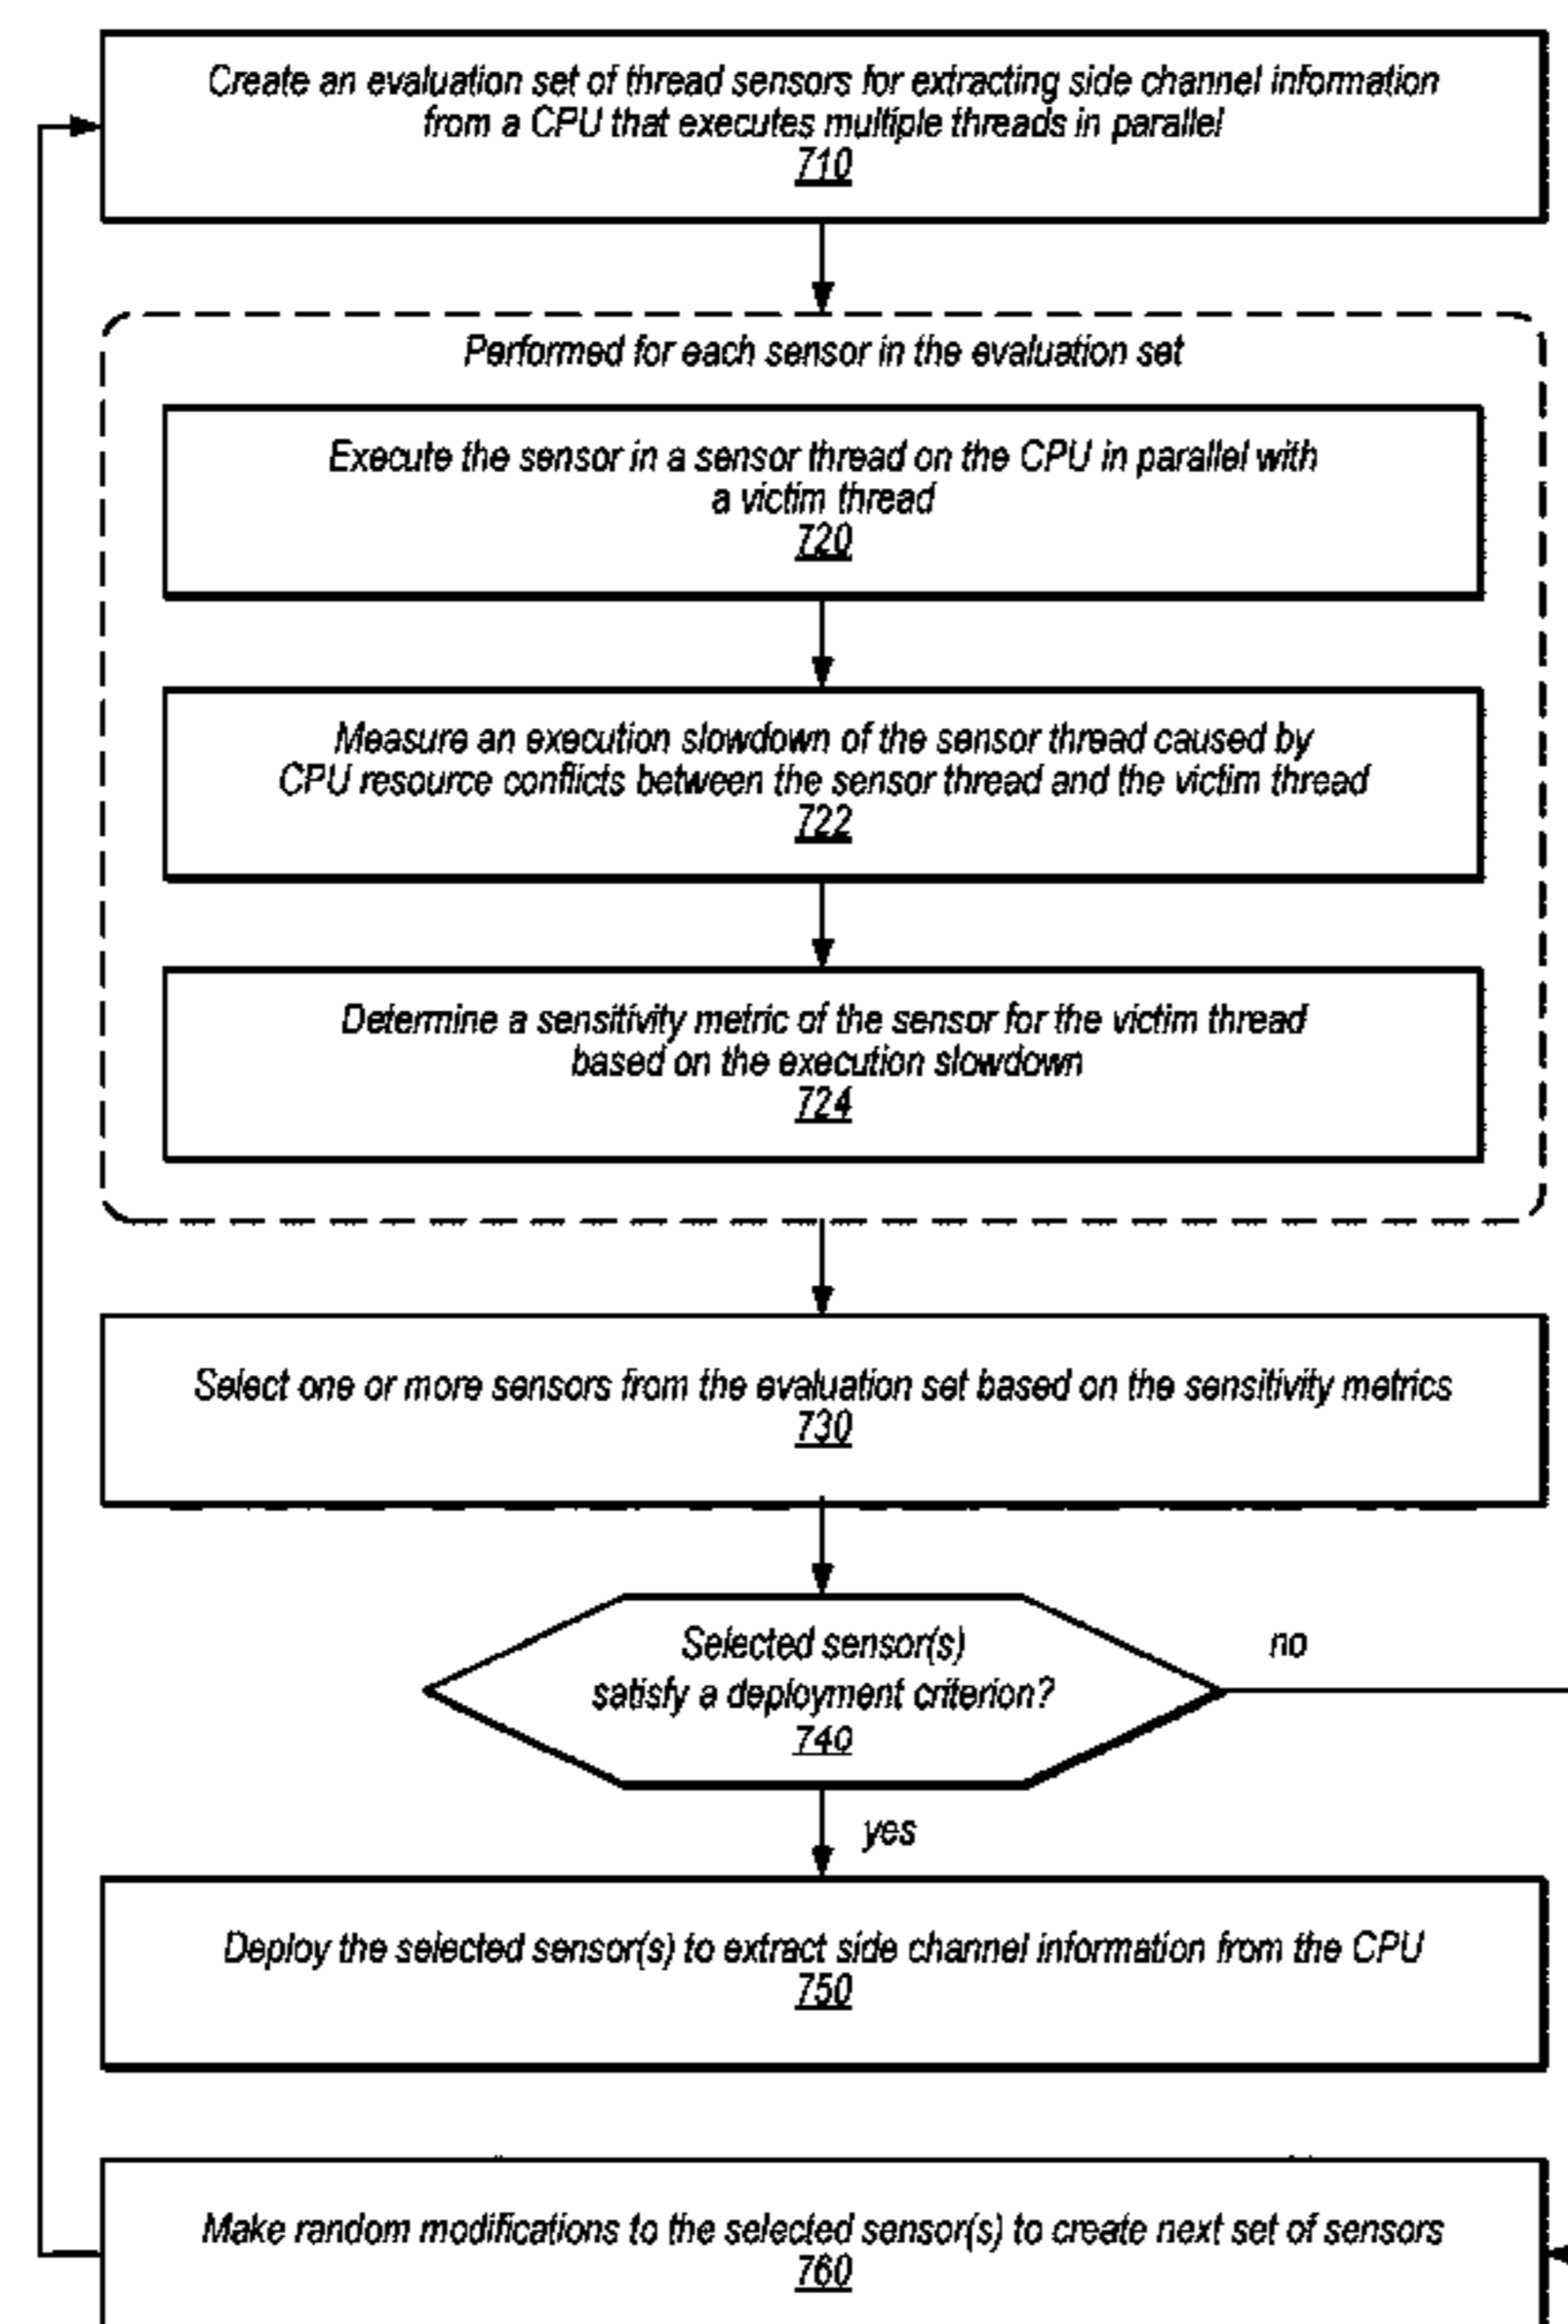 Create an evaluation set of thread sensors for extracting side channel information
from a CPU that executes multiple threads in parallel
710
Performed for each sensor in the evaluation set
Execute the sensor in a sensor thread on the CPU in parallel with
a victim thread
720
Measure an execution slowdown of the sensor thread caused by
CPU resource conflicts between the sensor thread and the victim thread
722
Determine a sensitivity metric of the sensor for the victim thread
based on the execution slowdown
724
Select one or more sensors from the evaluation set based on the sensitivity metrics
730
Selected sensor(s)
satisfy a deployment criterion?
740
no
yes
Deploy the selected sensor(s) to extract side channel information from the CPU
750
Make random modifications to the selected sensor(s) to create next set of sensors
760